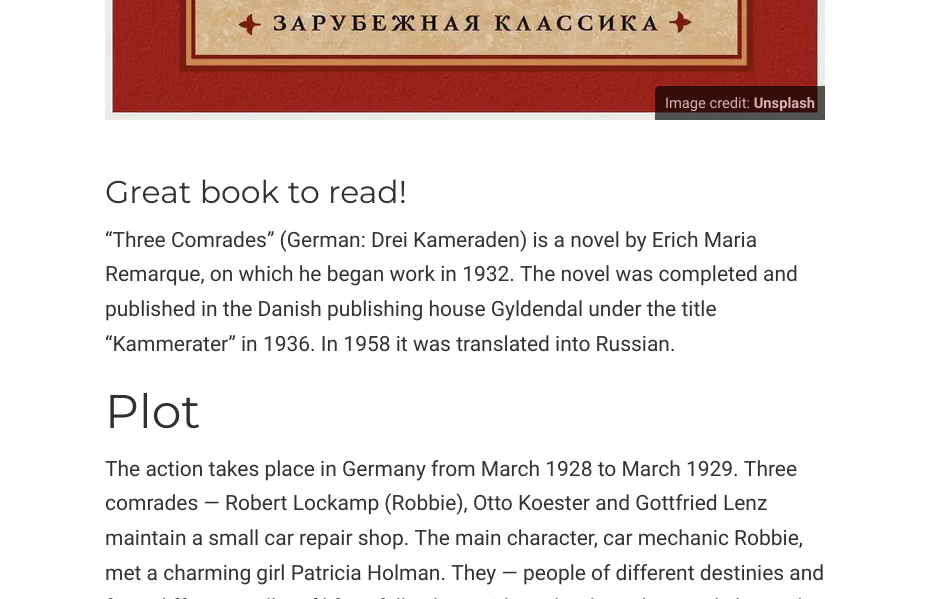 ЗАРУБЕЖНАЯ КЛАССИКА
Image credit: Unsplash
Great book to read!
“Three Comrades” (German: Drei Kameraden) is a novel by Erich Maria
Remarque, on which he began work in 1932. The novel was completed and
published in the Danish publishing house Gyldendal under the title
“Kammerater” in 1936. In 1958 it was translated into Russian.
Plot
The action takes place in Germany from March 1928 to March 1929. Three
comrades — Robert Lockamp (Robbie), Otto Koester and Gottfried Lenz
maintain a small car repair shop. The main character, car mechanic Robbie,
met a charming girl Patricia Holman. They — people of different destinies and